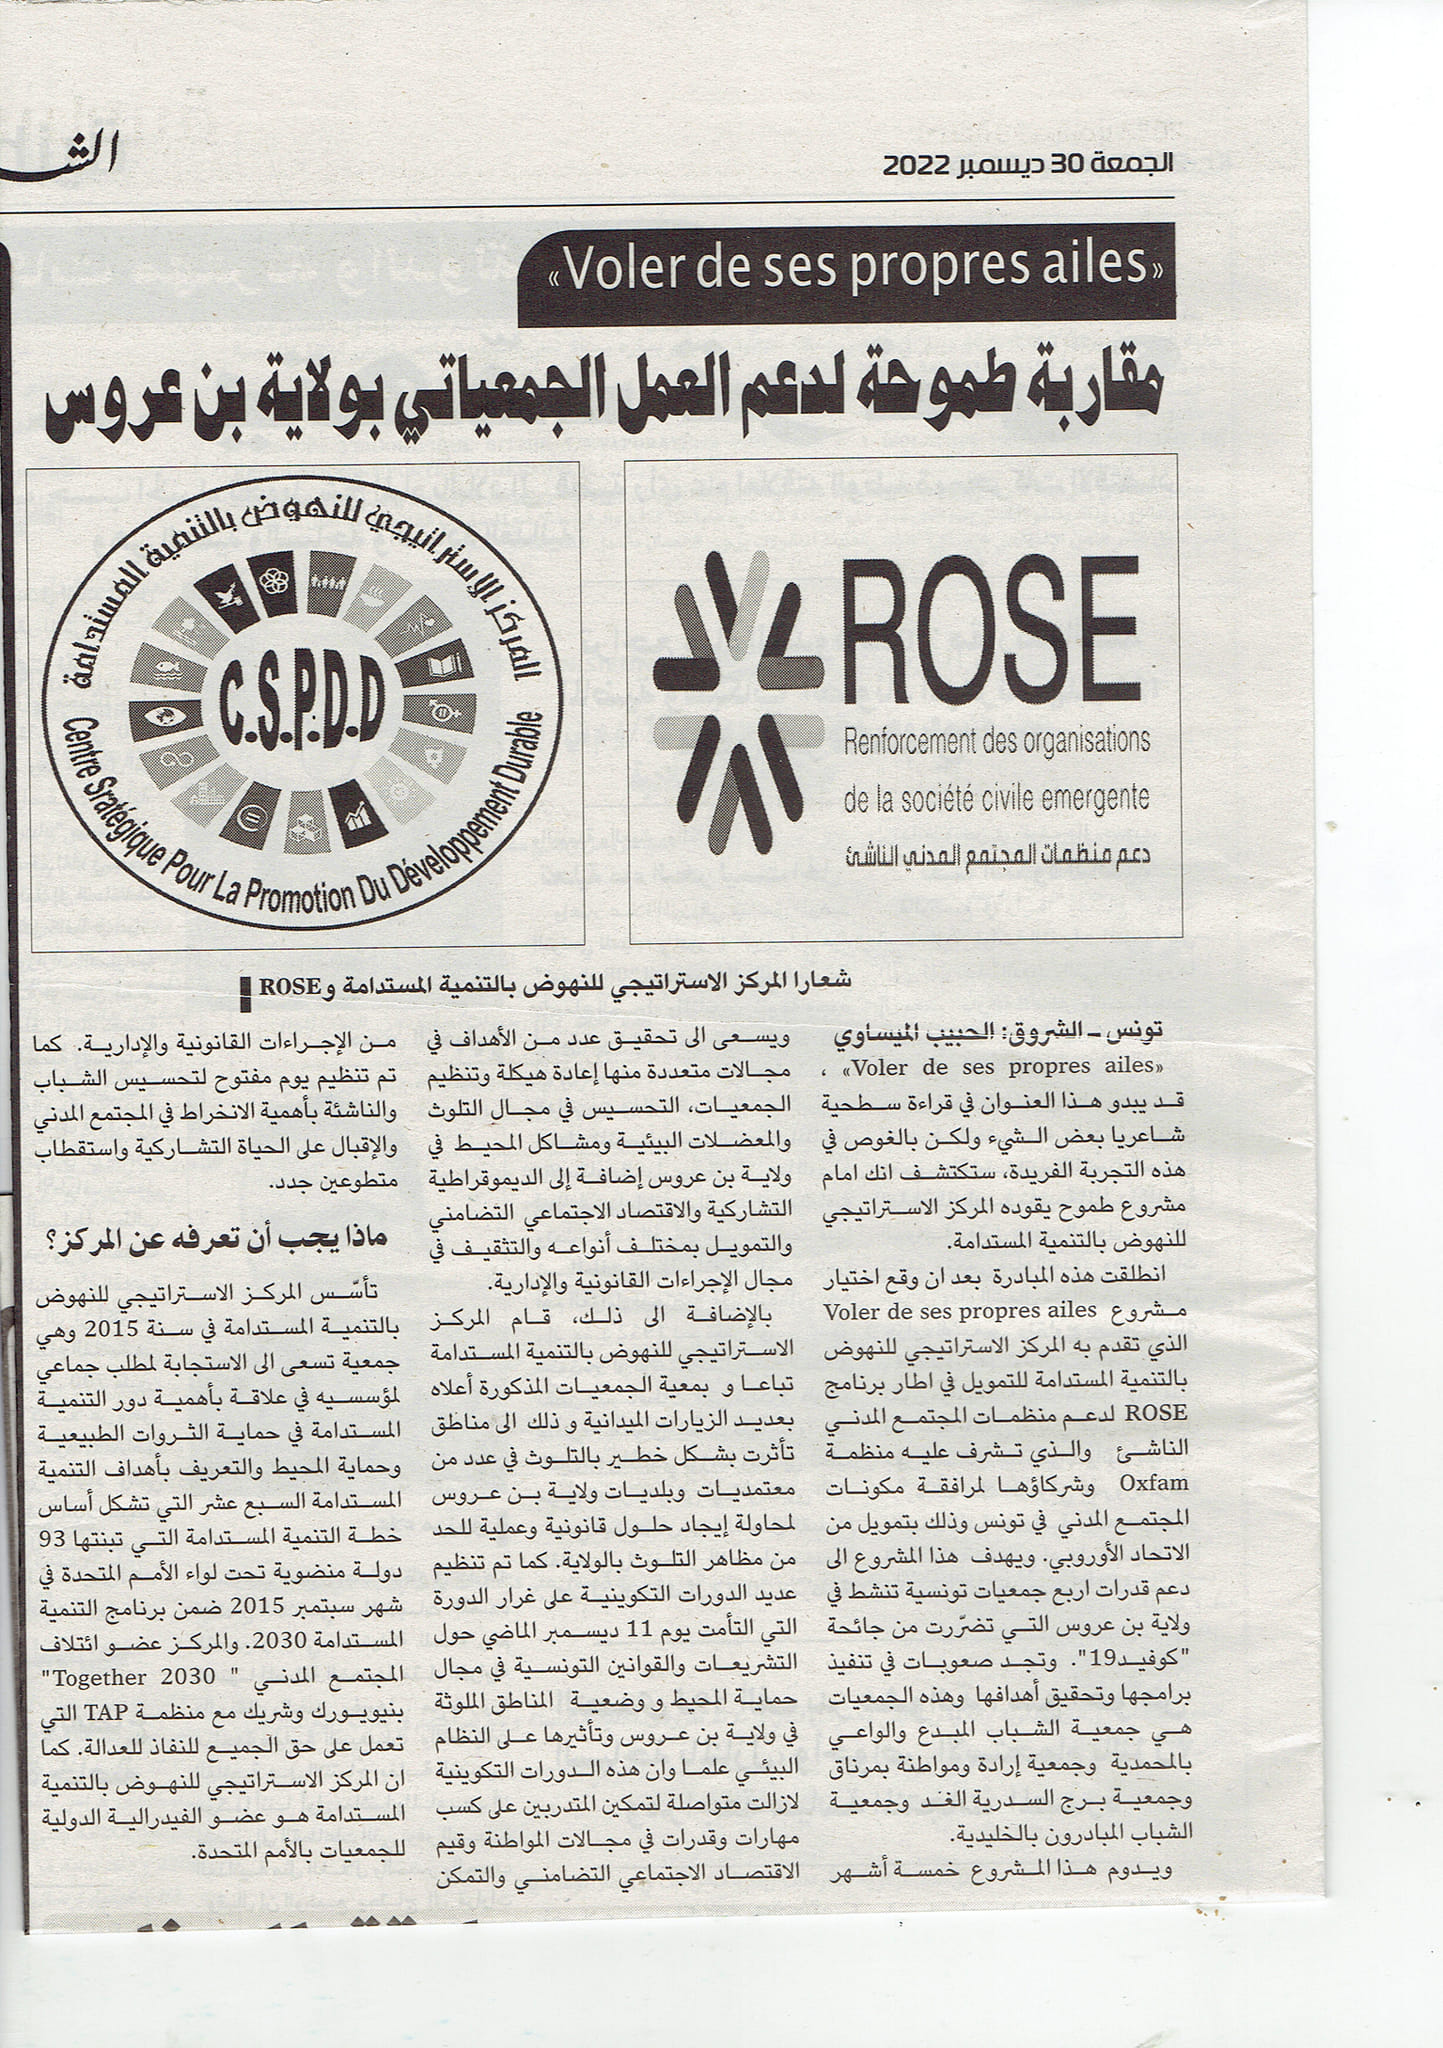 الجمعة 30 ديسمبر 2022
«Voler de ses propres ailes»
مقاربة طموحة لدعم العمل الجمعياتي بولاية بن عروس
ROSE
Renforcement des organisations
de la société civile emergente
دعم منظمات المجتمع المدني الناشئ
المركز الإستراتيجي للنهوض بالتنمية المستدامة
C.S.P.D.D
Centre Sratégique Pour La Promotion Du Développement Durable
شعارا المركز الاستراتيجي للنهوض بالتنمية المستدامة وROSE
تونس ـ الشروق: الحبيب الميساوي
«Voler de ses propres ailes» ،
قد يبدو هذا العنوان في قراءة سطحية
شاعريا بعض الشيء ولكن بالغوص في
هذه التجربة الفريدة، ستكتشف انك امام
مشروع طموح يقوده المركز الاستراتيجي
للنهوض بالتنمية المستدامة.
انطلقت هذه المبادرة بعد ان وقع اختيار
مشروع Voler de ses propres ailes
الذي تقدم به المركز الاستراتيجي للنهوض
بالتنمية المستدامة للتمويل في اطار برنامج
ROSE لدعم منظمات المجتمع المدني
الناشئ والذي تشرف عليه منظمة
Oxfam وشركاؤها لمرافقة مكونات
المجتمع المدني في تونس وذلك بتمويل من
الاتحاد الأوروبي. ويهدف هذا المشروع الى
دعم قدرات اربع جمعيات تونسية تنشط في
ولاية بن عروس التي تضرّرت من جائحة
"كوفيد19". وتجد صعوبات في تنفيذ
برامجها وتحقيق أهدافها وهذه الجمعيات
هي جمعية الشباب المبدع والواعي
بالمحمدية وجمعية إرادة ومواطنة بمرناق
وجمعية برج السدرية الغد وجمعية
الشباب المبادرون بالخليدية.
ويدوم هذا المشروع خمسة أشهر
ويسعى الى تحقيق عدد من الأهداف في
مجالات متعددة منها إعادة هيكلة وتنظيم
الجمعيات، التحسيس في مجال التلوث
والمعضلات البيئية ومشاكل المحيط في
ولاية بن عروس إضافة إلى الديموقراطية
التشاركية والاقتصاد الاجتماعي التضامني
والتمويل بمختلف أنواعه والتثقيف في
مجال الإجراءات القانونية والإدارية.
بالإضافة الى ذلك، قام المركز
الاستراتيجي للنهوض بالتنمية المستدامة
تباعا و بمعية الجمعيات المذكورة أعلاه
بعديد الزيارات الميدانية و ذلك الى مناطق
تأثرت بشكل خطير بالتلوث في عدد من
معتمديات وبلديات ولاية بن عروس
لمحاولة إيجاد حلول قانونية وعملية للحد
من مظاهر التلوث بالولاية. كما تم تنظيم
عديد الدورات التكوينية على غرار الدورة
التي التأمت يوم 11 ديسمبر الماضي حول
التشريعات والقوانين التونسية في مجال
حماية المحيط و وضعية المناطق الملوثة
في ولاية بن عروس وتأثيرها على النظام
البيئي علما وان هذه الدورات التكوينية
لازالت متواصلة لتمكين المتدربين على كسب
مهارات وقدرات في مجالات المواطنة وقيم
الاقتصاد الاجتماعي التضامني والتمكن
من الإجراءات القانونية والإدارية. كما
تم تنظيم يوم مفتوح لتحسيس الشباب
والناشئة بأهمية الانخراط في المجتمع المدني
والإقبال على الحياة التشاركية واستقطاب
متطوعين جدد.
ماذا يجب أن تعرفه عن المركز؟
تأسّس المركز الاستراتيجي للنهوض
بالتنمية المستدامة في سنة 2015 وهي
جمعية تسعى الى الاستجابة لمطلب جماعي
لمؤسسيه في علاقة بأهمية دور التنمية
المستدامة في حماية الثروات الطبيعية
وحماية المحيط والتعريف بأهداف التنمية
المستدامة السبع عشر التي تشكل أساس
خطة التنمية المستدامة التي تبنتها 93
دولة منضوية تحت لواء الأمم المتحدة في
شهر سبتمبر 2015 ضمن برنامج التنمية
المستدامة 2030. والمركز عضو ائتلاف
المجتمع المدني " Together 2030"
بنيويورك وشريك مع منظمة TAP التي
تعمل على حق الجميع للنفاذ للعدالة. كما
ان المركز الاستراتيجي للنهوض بالتنمية
المستدامة هو عضو الفيدرالية الدولية
للجمعيات بالأمم المتحدة.